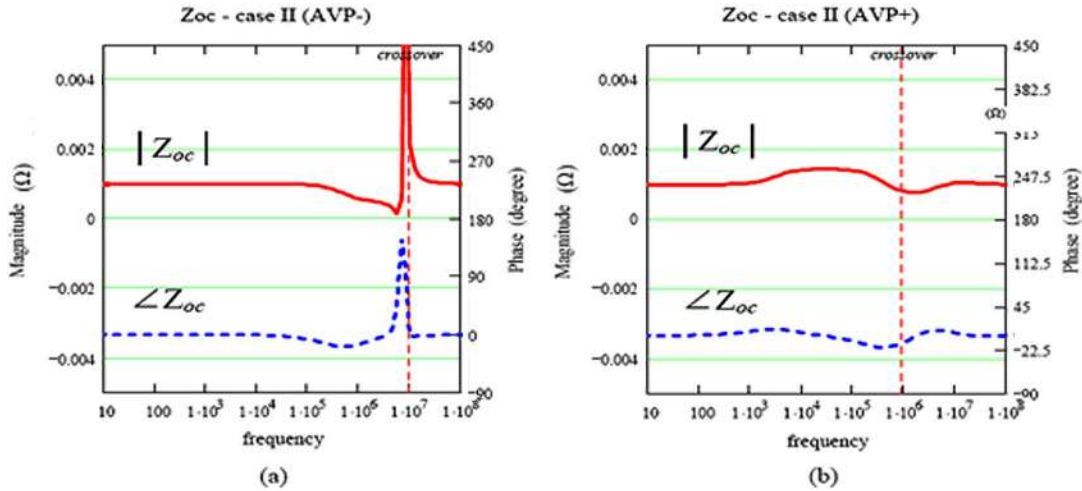 Zoc - case II (AVP-)
crossover
0.004
0.002
0
−0.002
−0.004
Magnitude (Ω)
450
360
270
180
90
0
−90
Phase (degree)
| Zoc |
∠Zoc
10 100 1·10³ 1·10⁴ 1·10⁵ 1·10⁶ 1·10⁷ 1·10⁸
frequency
(a)
Zoc - case II (AVP+)
crossover
0.004
0.002
0
−0.002
−0.004
Magnitude (Ω)
450
382.5
(Ω)
247.5
180
112.5
45
−22.5
−90
Phase (degree)
| Zoc |
∠Zoc
10 100 1·10³ 1·10⁴ 1·10⁵ 1·10⁶ 1·10⁷ 1·10⁸
frequency
(b)